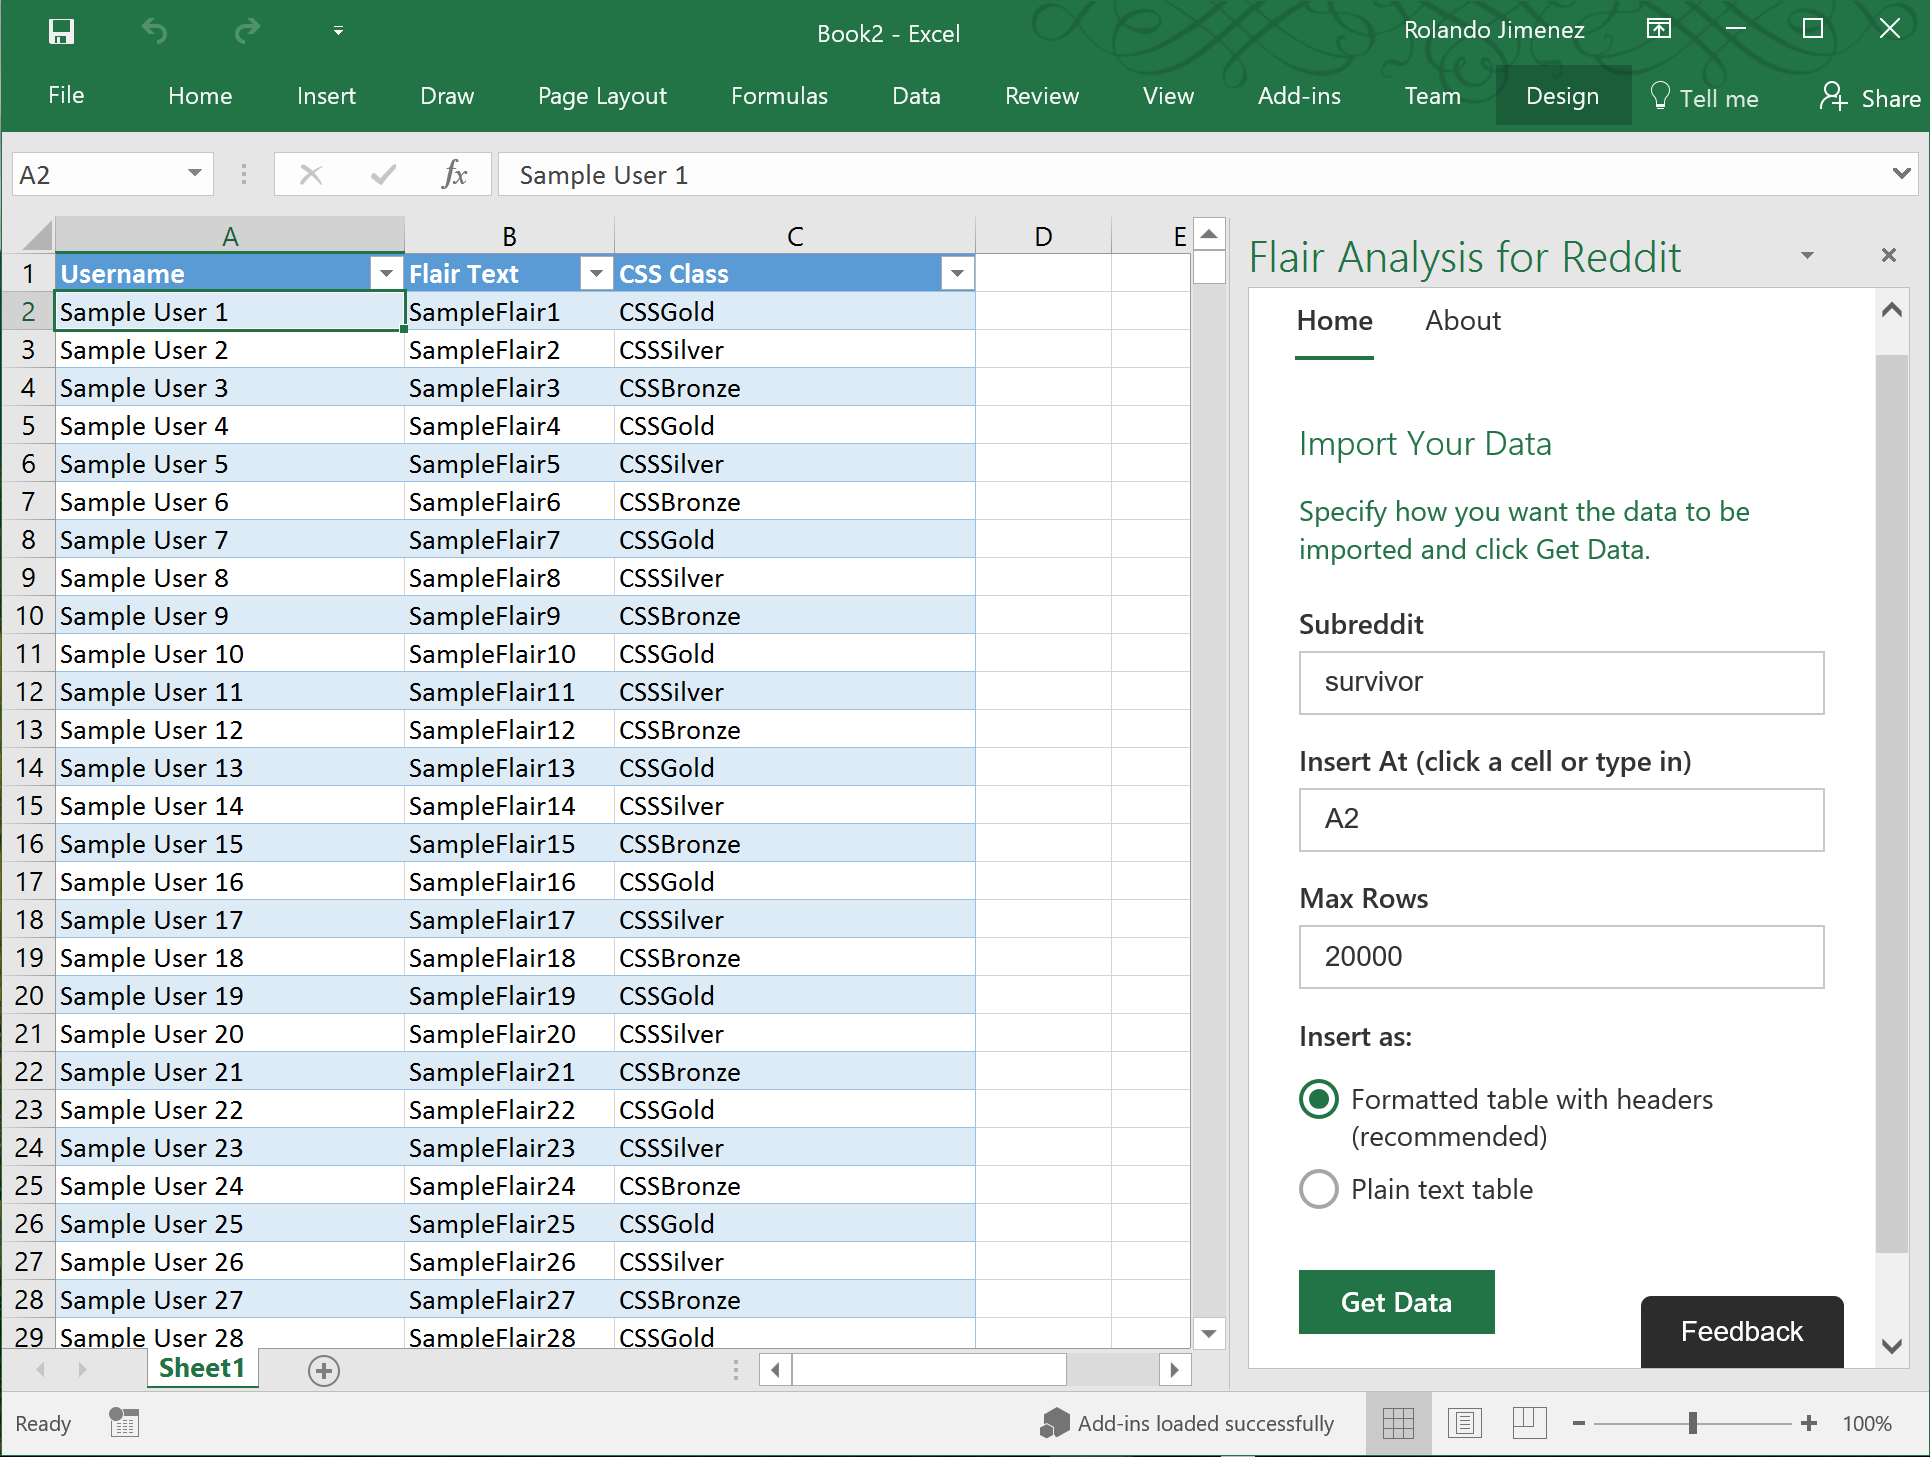 Book2 - Excel
Rolando Jimenez
File Home Insert Draw Page Layout Formulas Data Review View Add-ins Team Design Tell me Share
A2 fx Sample User 1
A B C D E
1 Username Flair Text CSS Class
2 Sample User 1 SampleFlair1 CSSGold
3 Sample User 2 SampleFlair2 CSSSilver
4 Sample User 3 SampleFlair3 CSSBronze
5 Sample User 4 SampleFlair4 CSSGold
6 Sample User 5 SampleFlair5 CSSSilver
7 Sample User 6 SampleFlair6 CSSBronze
8 Sample User 7 SampleFlair7 CSSGold
9 Sample User 8 SampleFlair8 CSSSilver
10 Sample User 9 SampleFlair9 CSSBronze
11 Sample User 10 SampleFlair10 CSSGold
12 Sample User 11 SampleFlair11 CSSSilver
13 Sample User 12 SampleFlair12 CSSBronze
14 Sample User 13 SampleFlair13 CSSGold
15 Sample User 14 SampleFlair14 CSSSilver
16 Sample User 15 SampleFlair15 CSSBronze
17 Sample User 16 SampleFlair16 CSSGold
18 Sample User 17 SampleFlair17 CSSSilver
19 Sample User 18 SampleFlair18 CSSBronze
20 Sample User 19 SampleFlair19 CSSGold
21 Sample User 20 SampleFlair20 CSSSilver
22 Sample User 21 SampleFlair21 CSSBronze
23 Sample User 22 SampleFlair22 CSSGold
24 Sample User 23 SampleFlair23 CSSSilver
25 Sample User 24 SampleFlair24 CSSBronze
26 Sample User 25 SampleFlair25 CSSGold
27 Sample User 26 SampleFlair26 CSSSilver
28 Sample User 27 SampleFlair27 CSSBronze
29 Sample User 28 SampleFlair28 CSSGold
Sheet1
Flair Analysis for Reddit
Home About
Import Your Data
Specify how you want the data to be
imported and click Get Data.
Subreddit
survivor
Insert At (click a cell or type in)
A2
Max Rows
20000
Insert as:
Formatted table with headers
(recommended)
Plain text table
Get Data
Feedback
Ready
Add-ins loaded successfully
100%